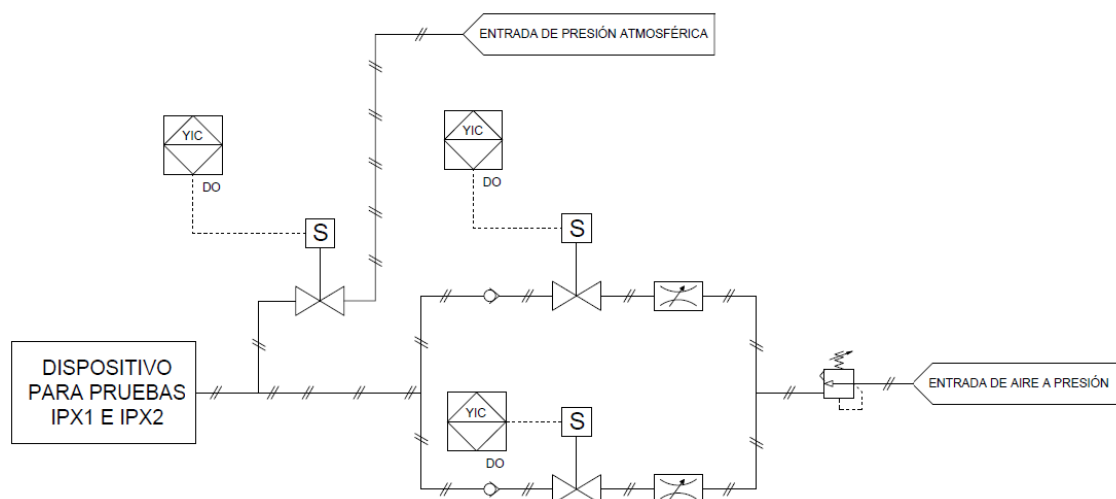 ENTRADA DE PRESIÓN ATMOSFÉRICA
YIC
DO
YIC
DO
S
S
DISPOSITIVO
PARA PRUEBAS
IPX1 E IPX2
ENTRADA DE AIRE A PRESIÓN
YIC
DO
S